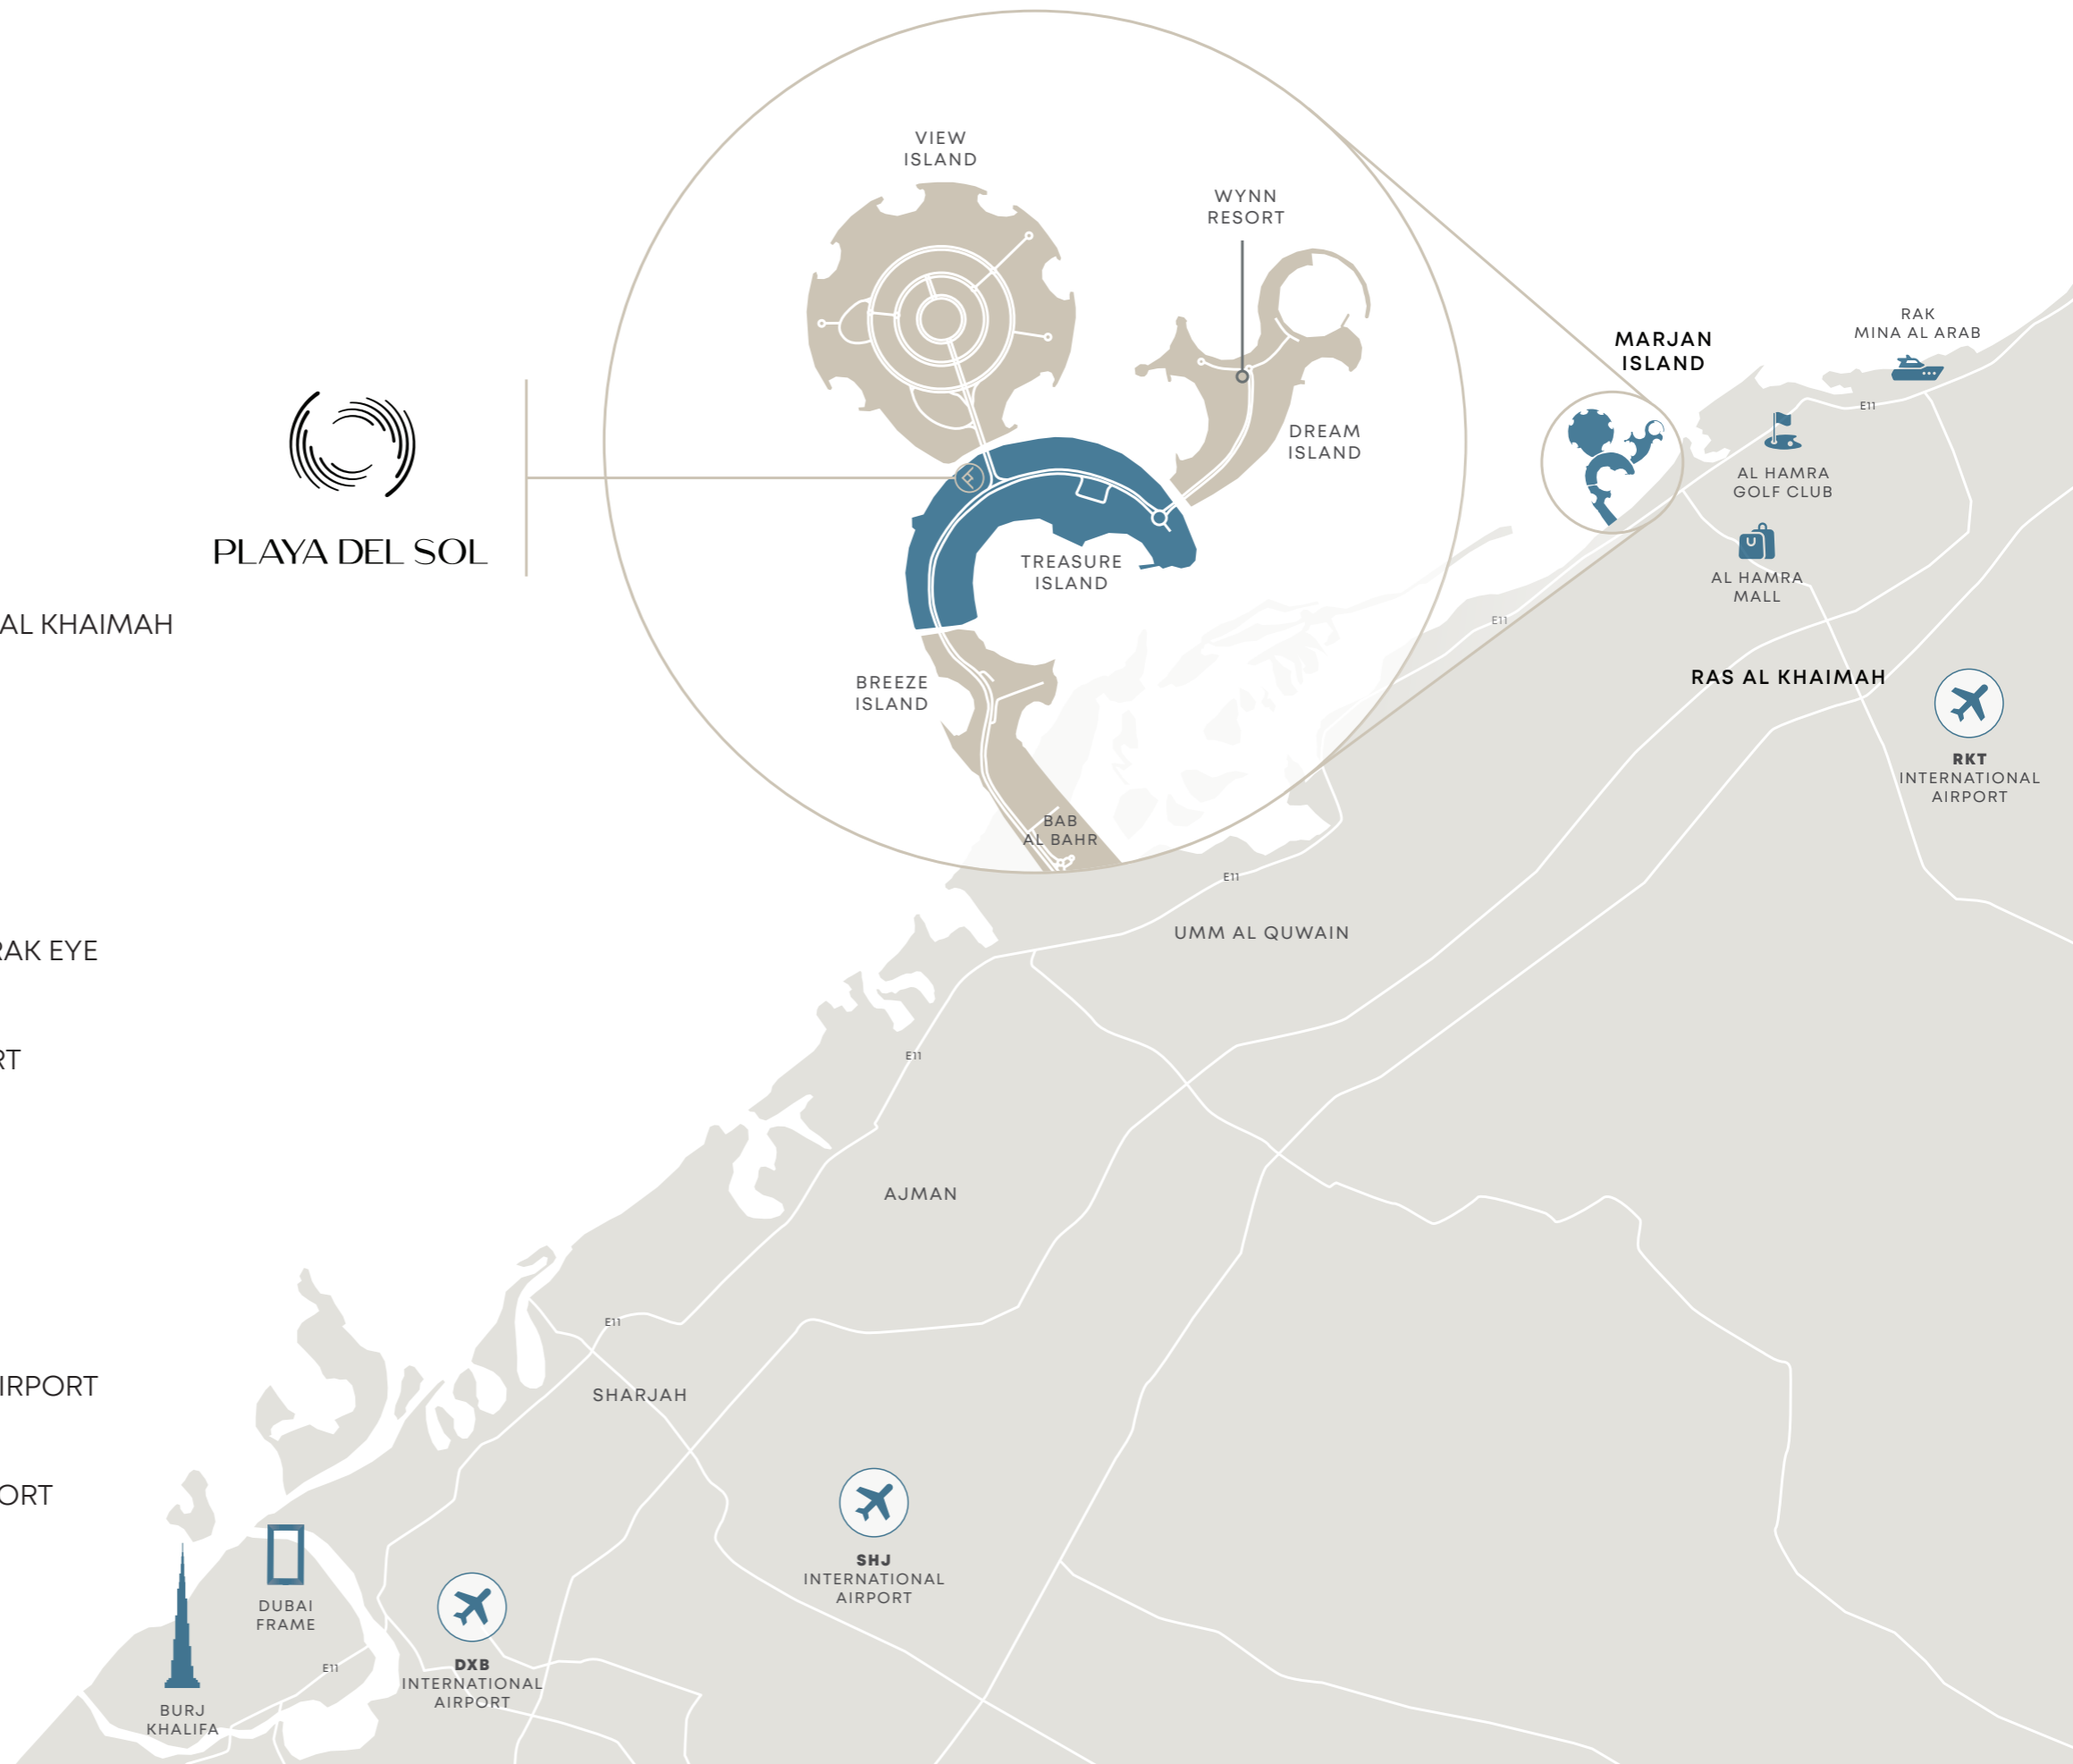 VIEW
ISLAND
WYNN
RESORT
RAK
MINA AL ARAB
MARJAN
ISLAND
E11
DREAM
ISLAND
AL HAMRA
GOLF CLUB
PLAYA DEL SOL
TREASURE
ISLAND
AL HAMRA
MALL
AL KHAIMAH
E11
BREEZE
ISLAND
RAS AL KHAIMAH
RKT
INTERNATIONAL
AIRPORT
BAB
AL BAHR
E11
UMM AL QUWAIN
RAK EYE
E11
RT
AJMAN
E11
IRPORT
SHARJAH
ORT
SHJ
INTERNATIONAL
AIRPORT
DUBAI
FRAME
E11
DXB
INTERNATIONAL
AIRPORT
BURJ
KHALIFA